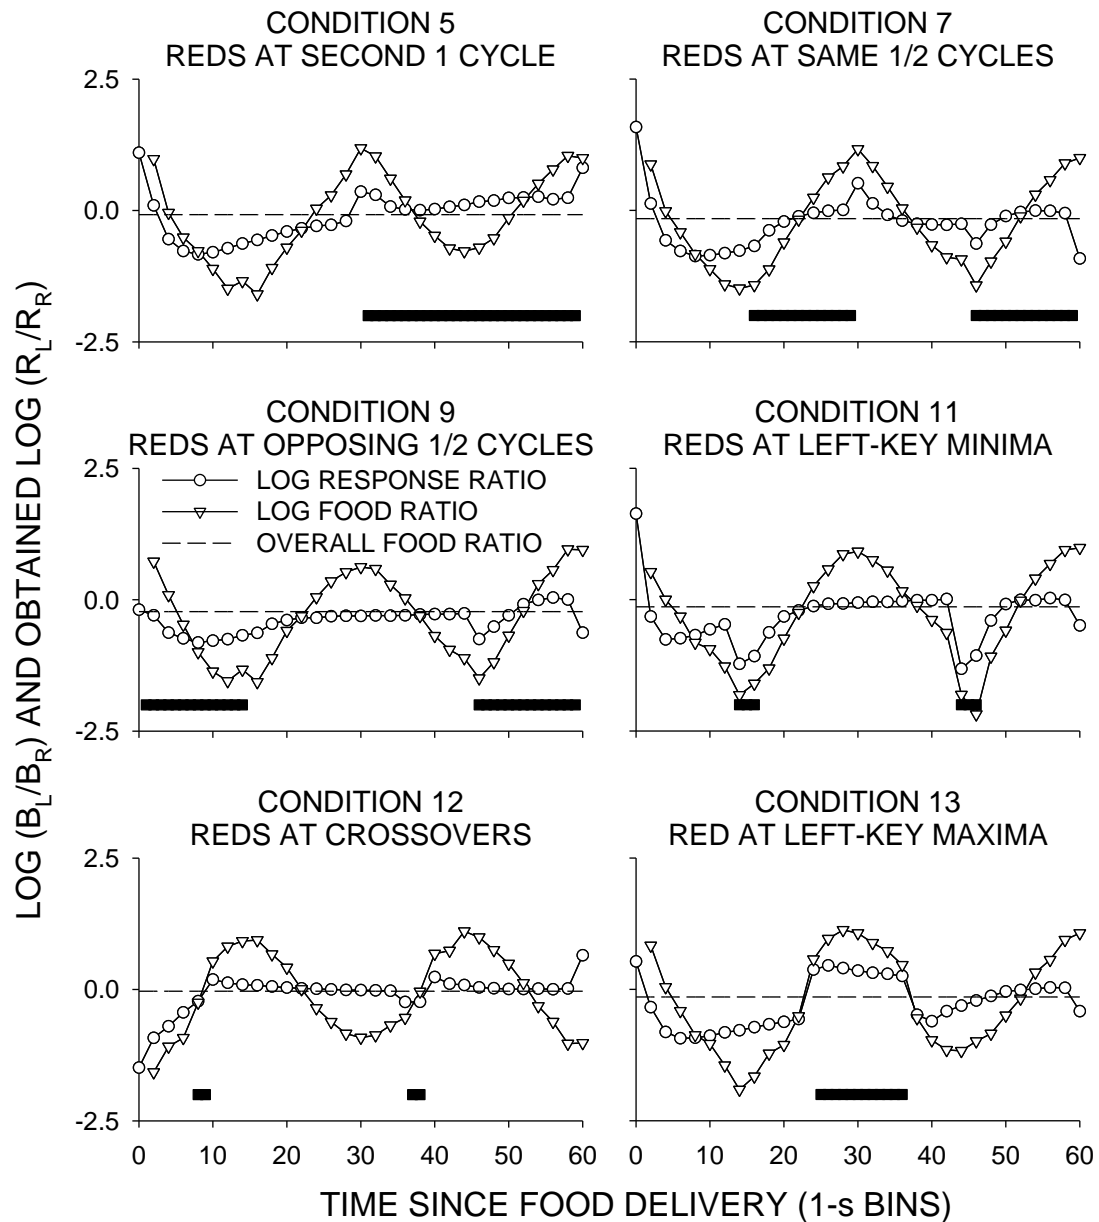 CONDITION 5
REDS AT SECOND 1 CYCLE
CONDITION 7
REDS AT SAME 1/2 CYCLES
2.5
0.0
-2.5
CONDITION 9
REDS AT OPPOSING 1/2 CYCLES
LOG RESPONSE RATIO
LOG FOOD RATIO
OVERALL FOOD RATIO
CONDITION 11
REDS AT LEFT-KEY MINIMA
2.5
0.0
-2.5
CONDITION 12
REDS AT CROSSOVERS
CONDITION 13
RED AT LEFT-KEY MAXIMA
2.5
0.0
-2.5
0 10 20 30 40 50 60
0 10 20 30 40 50 60
TIME SINCE FOOD DELIVERY (1-s BINS)
LOG (B_L/B_R) AND OBTAINED LOG (R_L/R_R)